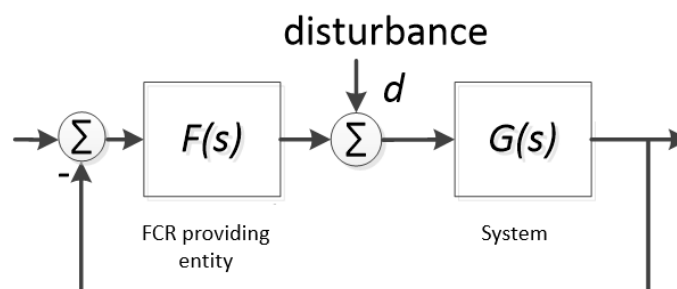 disturbance
d
Σ
F(s)
Σ
G(s)
-
FCR providing
entity
System